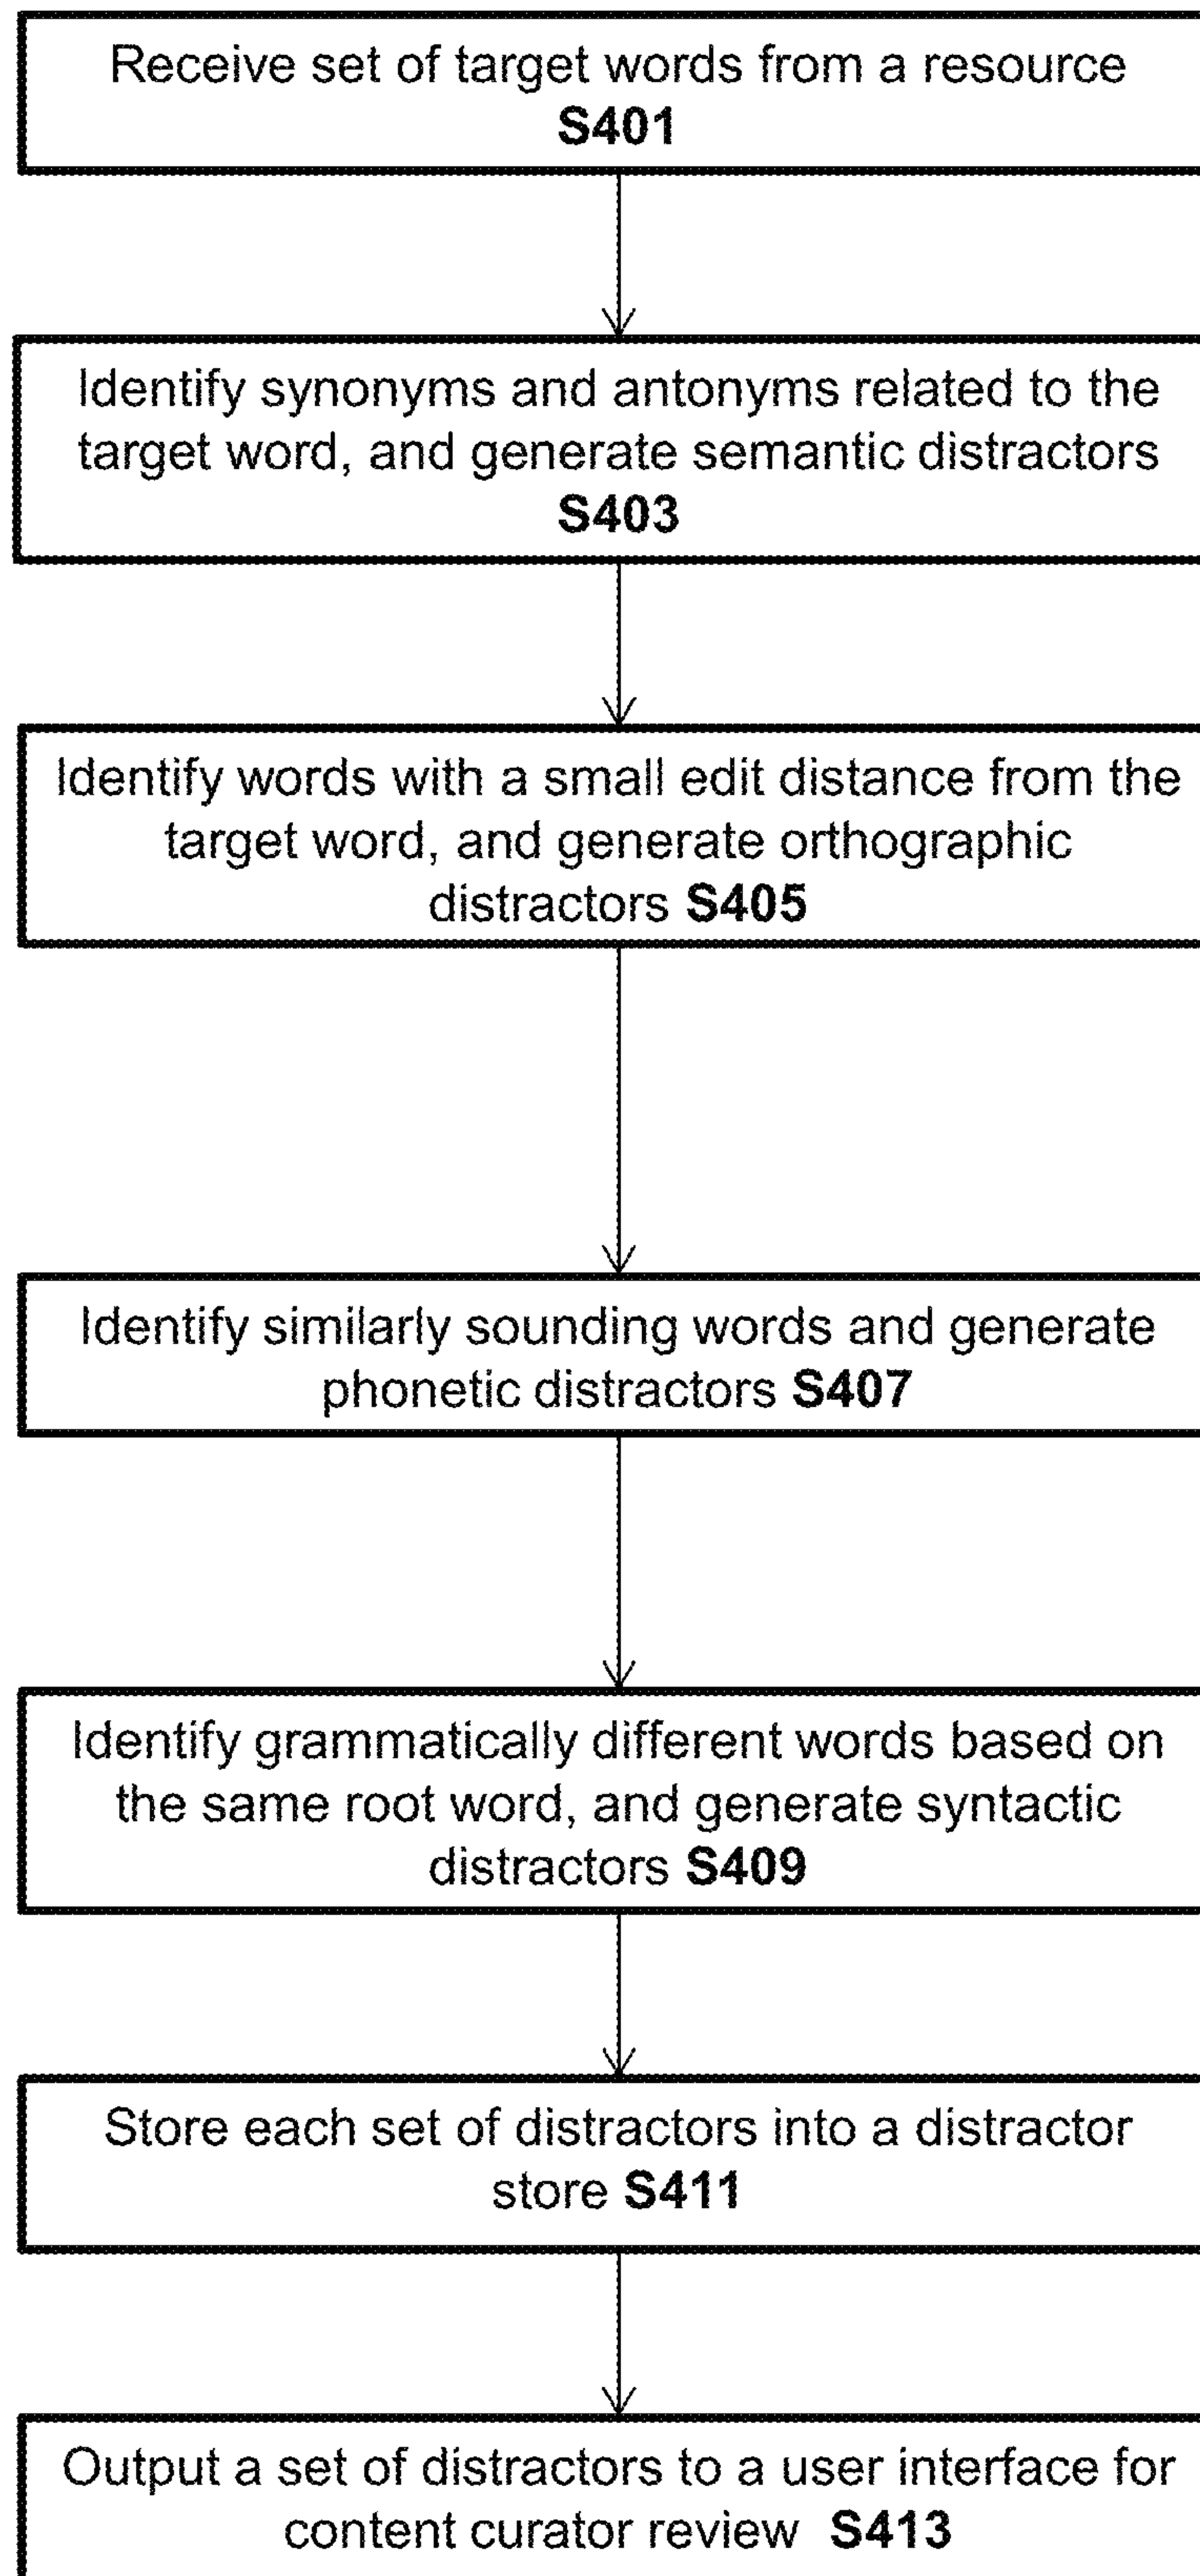 Receive set of target words from a resource
S401
Identify synonyms and antonyms related to the
target word, and generate semantic distractors
S403
Identify words with a small edit distance from the
target word, and generate orthographic
distractors S405
Identify similarly sounding words and generate
phonetic distractors S407
Identify grammatically different words based on
the same root word, and generate syntactic
distractors S409
Store each set of distractors into a distractor
store S411
Output a set of distractors to a user interface for
content curator review S413